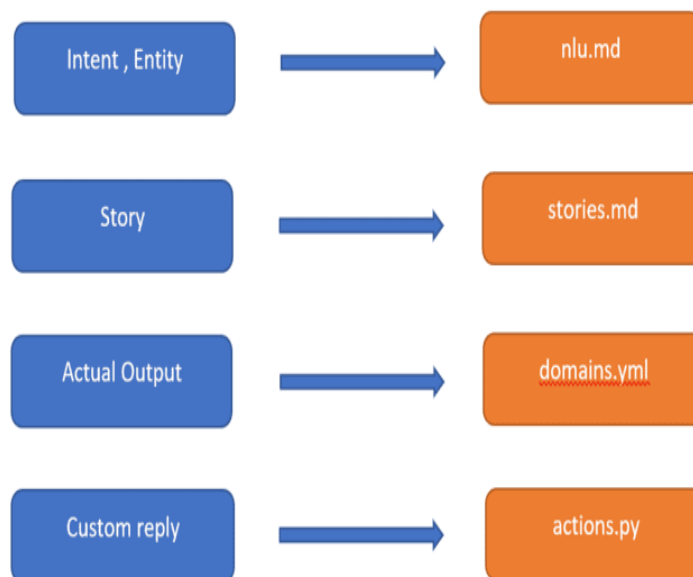 Intent , Entity
nlu.md
Story
stories.md
Actual Output
domains.yml
Custom reply
actions.py